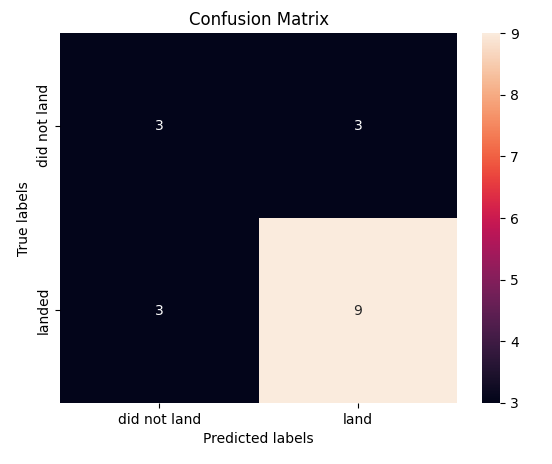 Confusion Matrix
True labels
did not land
3
3
landed
3
9
did not land
land
Predicted labels
9
8
7
6
5
4
3